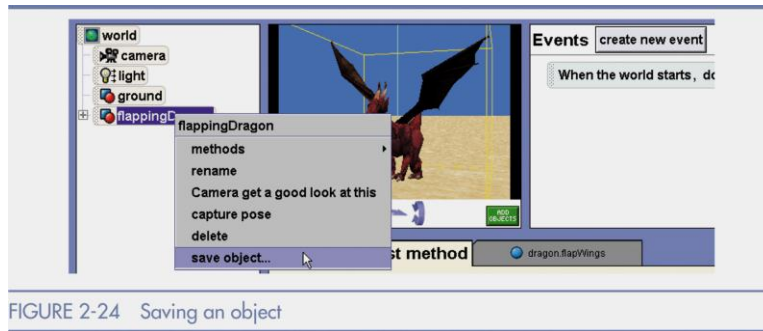 world
camera
light
ground
flappingD
flappingDragon
methods
rename
Camera get a good look at this
capture pose
delete
save object...
Events create new event
When the world starts, do
ADD
OBJECTS
st method
dragon.flapWings
FIGURE 2-24 Saving an object